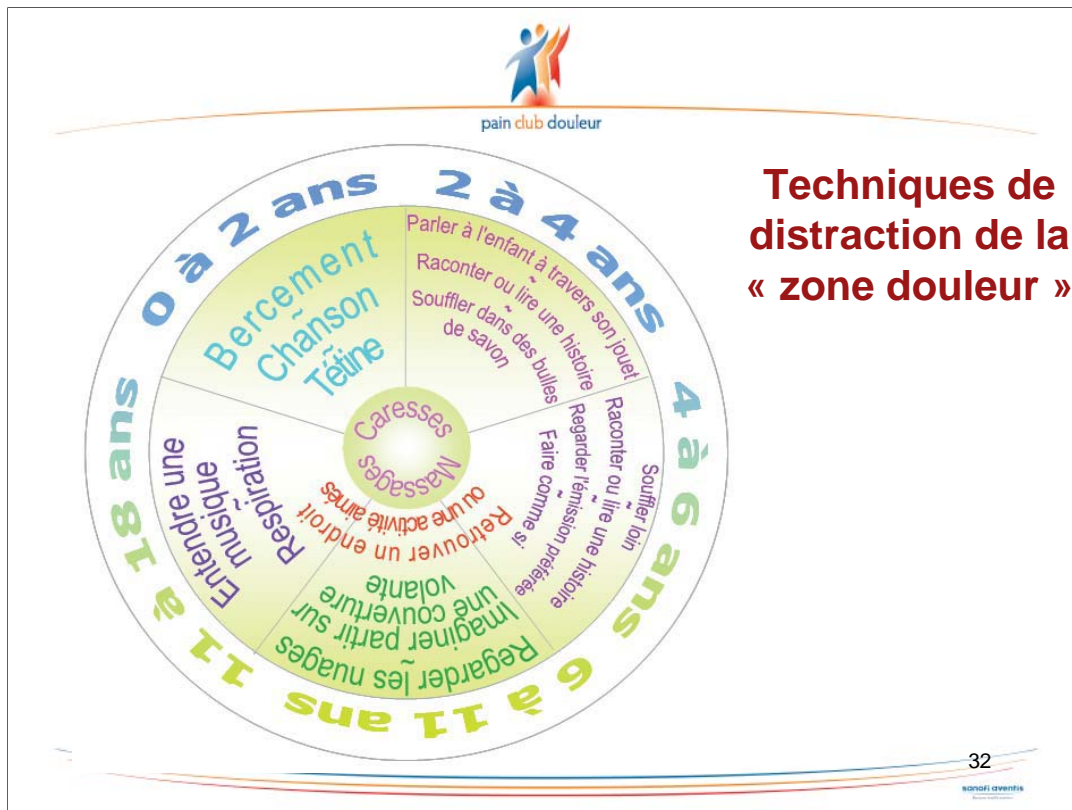 pain club douleur
Techniques de
distraction de la
« zone douleur »
0 à 2 ans
Bercement
~
Chanson
~
Tétine
2 à 4 ans
Parler à l'enfant à travers son jouet
~
Raconter ou lire une histoire
~
Souffler dans des bulles
de savon
4 à 6 ans
Souffler loin
~
Raconter ou lire une histoire
~
Regarder l'émission préférée
~
Faire comme si
6 à 11 ans
Regarder les nuages
~
Imaginer partir sur
une couverture
volante
Retrouver un endroit
ou une activité aimés
11 à 18 ans
Entendre une
musique
~
Respiration
Caresses
Massages
32
sanofi aventis